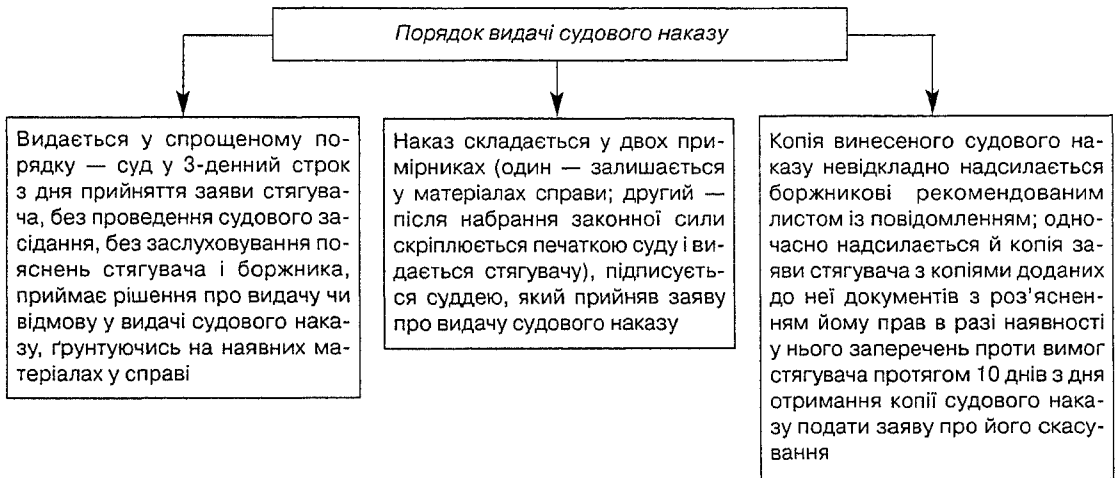 Порядок видачі судового наказу
Видається у спрощеному по-
рядку — суд у 3-денний строк
з дня прийняття заяви стягува-
ча, без проведення судового за-
сідання, без заслуховування по-
яснень стягувача і боржника,
приймає рішення про видачу чи
відмову у видачі судового нака-
зу, ґрунтуючись на наявних ма-
теріалах у справі
Наказ складається у двох при-
мірниках (один — залишається
у матеріалах справи; другий —
після набрання законної сили
скріплюється печаткою суду і ви-
дається стягувачу), підписуєть-
ся суддею, який прийняв заяву
про видачу судового наказу
Копія винесеного судового на-
казу невідкладно надсилається
боржникові рекомендованим
листом із повідомленням; одно-
часно надсилається й копія за-
яви стягувача з копіями доданих
до неї документів з роз'яснен-
ням йому прав в разі наявності
у нього заперечень проти вимог
стягувача протягом 10 днів з дня
отримання копії судового нака-
зу подати заяву про його скасу-
вання